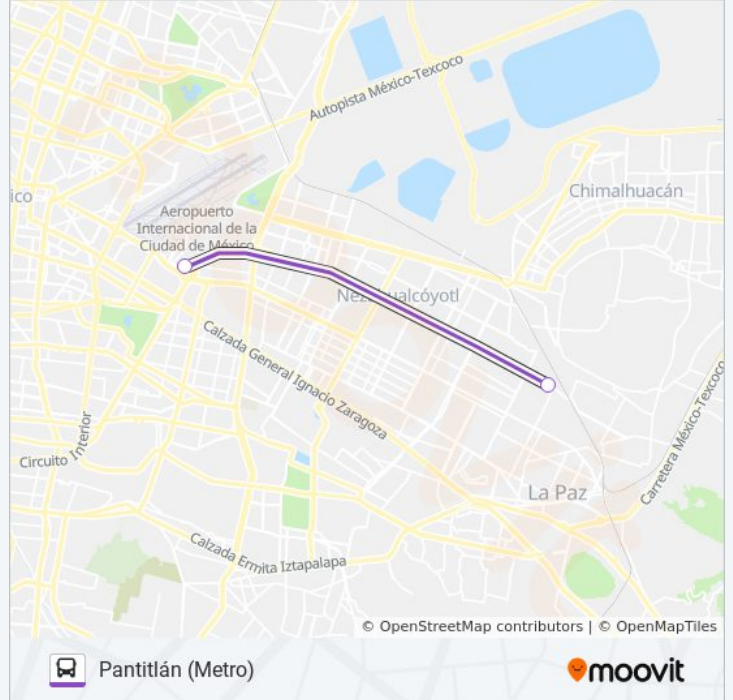 Autopista México-Texcoco
Chimalhuacán
ico
Aeropuerto
Internacional de la
Ciudad de México
Nezahualcóyotl
Calzada General Ignacio Zaragoza
Carretera México-Texcoco
Circuito Interior
La Paz
Calzada Ermita Iztapalapa
© OpenStreetMap contributors | © OpenMapTiles
Pantitlán (Metro)
moovit